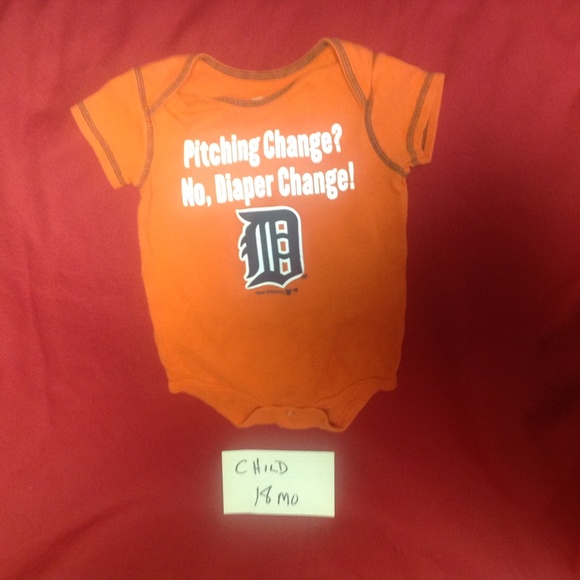 Pitching Change?
No, Diaper Change!
D
CHILD
18 MO